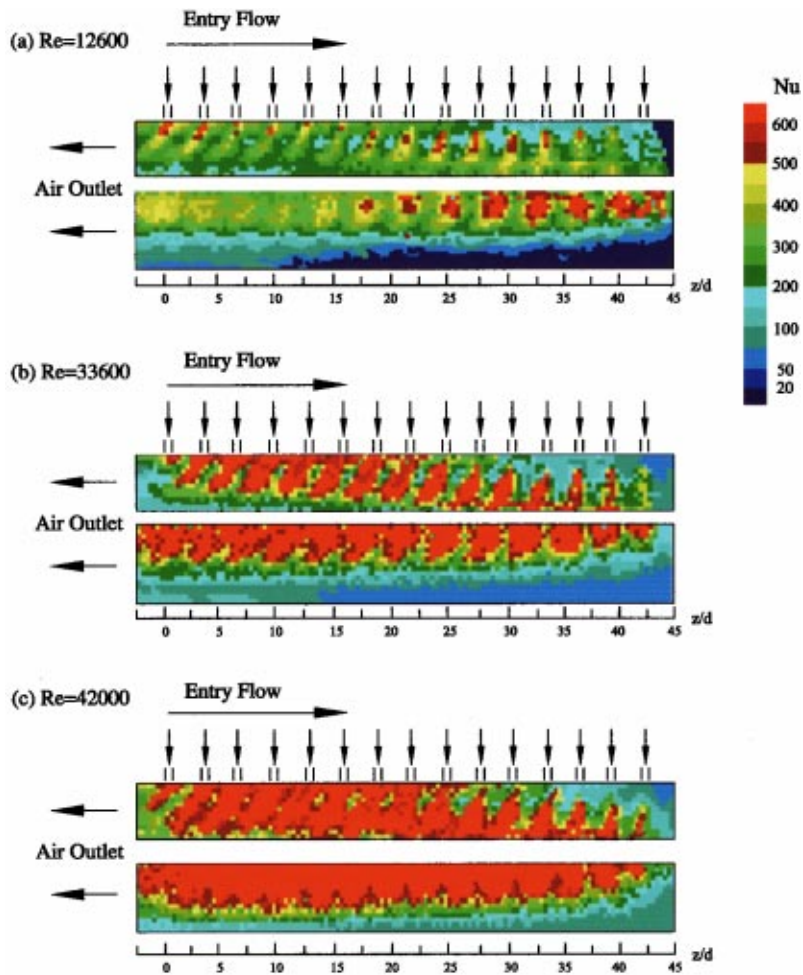 Entry Flow
(a) Re=12600
Nu
600
500
400
300
200
100
50
20
Air Outlet
0 5 10 15 20 25 30 35 40 45
z/d
Entry Flow
(b) Re=33600
Air Outlet
0 5 10 15 20 25 30 35 40 45
z/d
Entry Flow
(c) Re=42000
Air Outlet
0 5 10 15 20 25 30 35 40 45
z/d